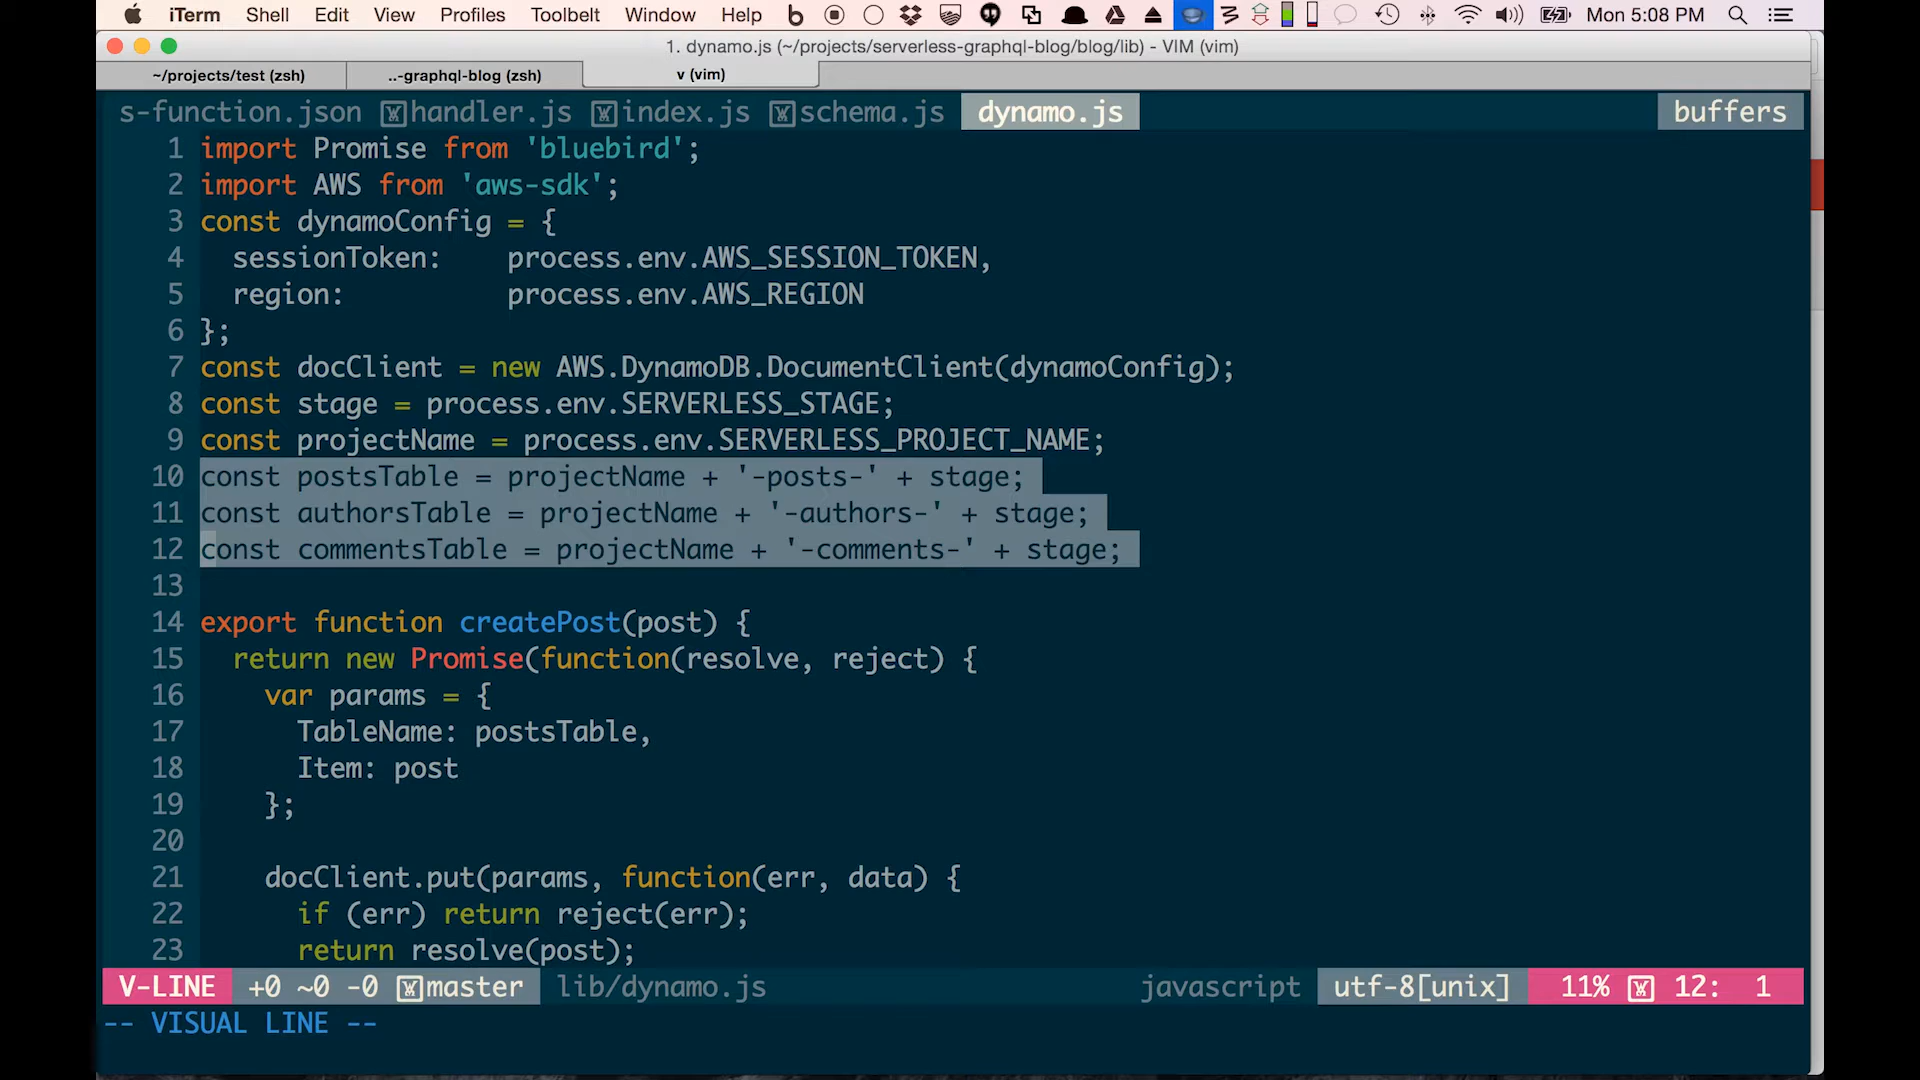 iTerm Shell Edit View Profiles Toolbelt Window Help Mon 5:08 PM
1. dynamo.js (~/projects/serverless-graphql-blog/blog/lib) - VIM (vim)
~/projects/test (zsh) ..-graphql-blog (zsh) v (vim)
s-function.json handler.js index.js schema.js dynamo.js buffers
1 import Promise from 'bluebird';
2 import AWS from 'aws-sdk';
3 const dynamoConfig = {
4   sessionToken:    process.env.AWS_SESSION_TOKEN,
5   region:          process.env.AWS_REGION
6 };
7 const docClient = new AWS.DynamoDB.DocumentClient(dynamoConfig);
8 const stage = process.env.SERVERLESS_STAGE;
9 const projectName = process.env.SERVERLESS_PROJECT_NAME;
10 const postsTable = projectName + '-posts-' + stage;
11 const authorsTable = projectName + '-authors-' + stage;
12 const commentsTable = projectName + '-comments-' + stage;
13
14 export function createPost(post) {
15   return new Promise(function(resolve, reject) {
16     var params = {
17       TableName: postsTable,
18       Item: post
19     };
20
21     docClient.put(params, function(err, data) {
22       if (err) return reject(err);
23       return resolve(post);
V-LINE +0 ~0 -0 master lib/dynamo.js javascript utf-8[unix] 11% 12: 1
-- VISUAL LINE --